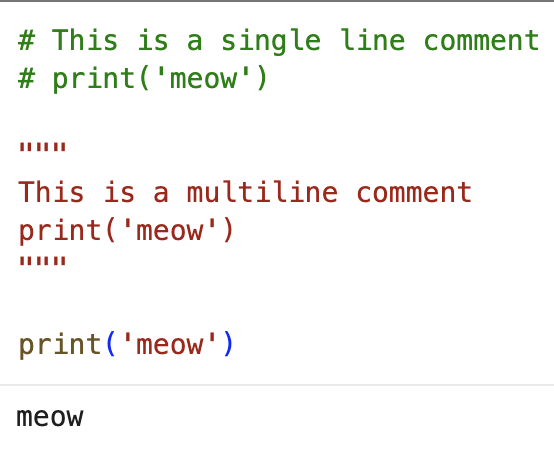 # This is a single line comment
# print('meow')
"""
This is a multiline comment
print('meow')
"""
print('meow')
meow